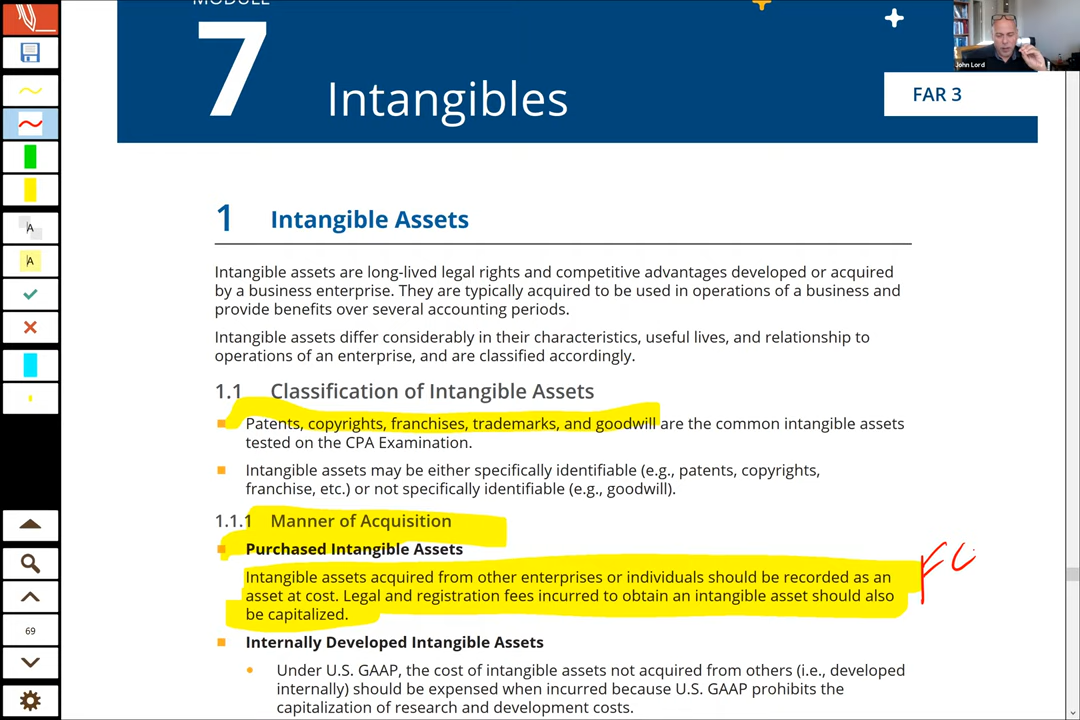 MODULE
7
Intangibles
FAR 3
John Lord
1 Intangible Assets
Intangible assets are long-lived legal rights and competitive advantages developed or acquired
by a business enterprise. They are typically acquired to be used in operations of a business and
provide benefits over several accounting periods.
Intangible assets differ considerably in their characteristics, useful lives, and relationship to
operations of an enterprise, and are classified accordingly.
1.1 Classification of Intangible Assets
Patents, copyrights, franchises, trademarks, and goodwill are the common intangible assets
tested on the CPA Examination.
Intangible assets may be either specifically identifiable (e.g., patents, copyrights,
franchise, etc.) or not specifically identifiable (e.g., goodwill).
1.1.1 Manner of Acquisition
Purchased Intangible Assets
Intangible assets acquired from other enterprises or individuals should be recorded as an
asset at cost. Legal and registration fees incurred to obtain an intangible asset should also
be capitalized.
Internally Developed Intangible Assets
Under U.S. GAAP, the cost of intangible assets not acquired from others (i.e., developed
internally) should be expensed when incurred because U.S. GAAP prohibits the
capitalization of research and development costs.
A
A
69